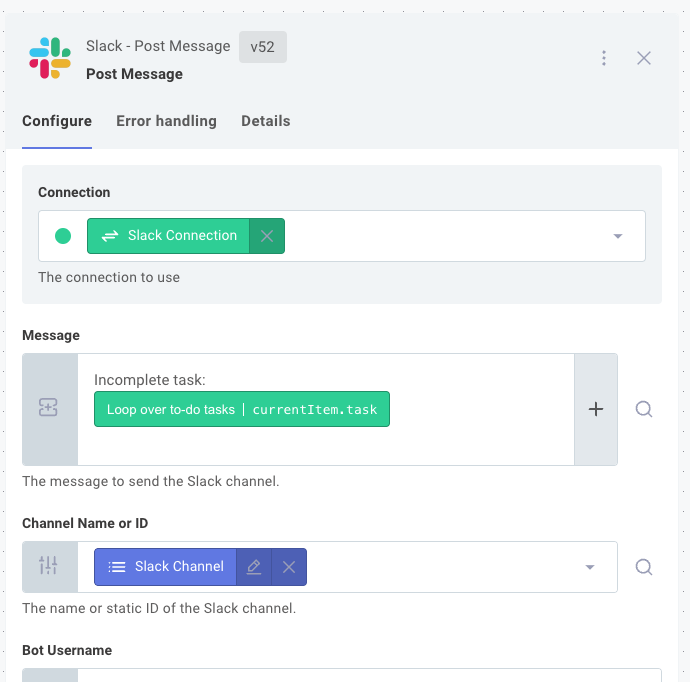 Slack - Post Message v52
Post Message
Configure Error handling Details
Connection
Slack Connection
The connection to use
Message
Incomplete task:
Loop over to-do tasks | currentItem.task
The message to send the Slack channel.
Channel Name or ID
Slack Channel
The name or static ID of the Slack channel.
Bot Username